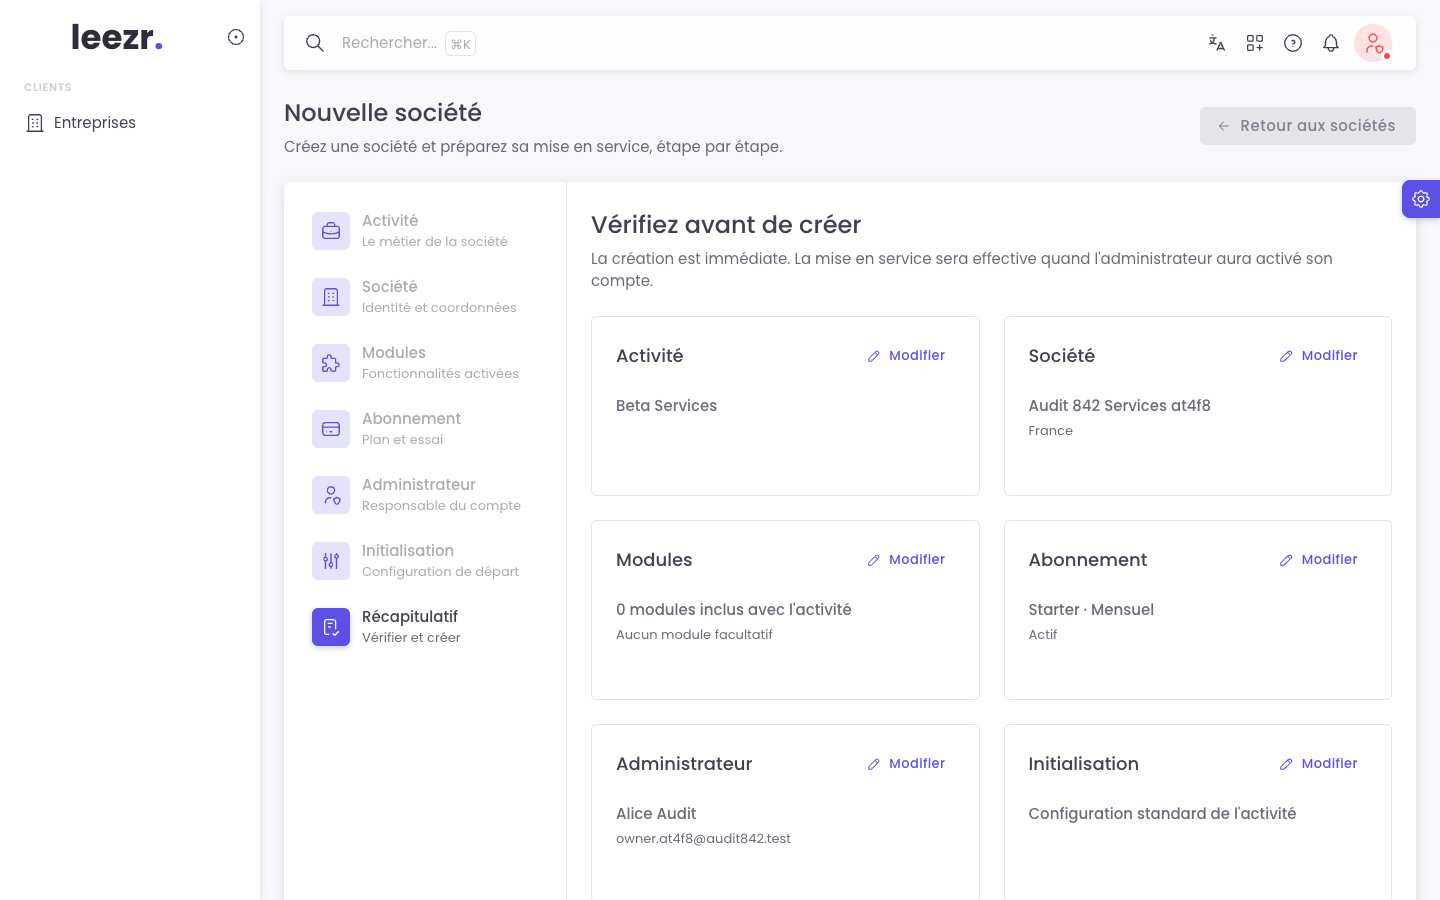 leezr.
CLIENTS
Entreprises
Rechercher... ⌘K
Nouvelle société
Créez une société et préparez sa mise en service, étape par étape.
← Retour aux sociétés
Activité
Le métier de la société
Société
Identité et coordonnées
Modules
Fonctionnalités activées
Abonnement
Plan et essai
Administrateur
Responsable du compte
Initialisation
Configuration de départ
Récapitulatif
Vérifier et créer
Vérifiez avant de créer
La création est immédiate. La mise en service sera effective quand l'administrateur aura activé son
compte.
Activité
Modifier
Beta Services
Société
Modifier
Audit 842 Services at4f8
France
Modules
Modifier
0 modules inclus avec l'activité
Aucun module facultatif
Abonnement
Modifier
Starter · Mensuel
Actif
Administrateur
Modifier
Alice Audit
owner.at4f8@audit842.test
Initialisation
Modifier
Configuration standard de l'activité